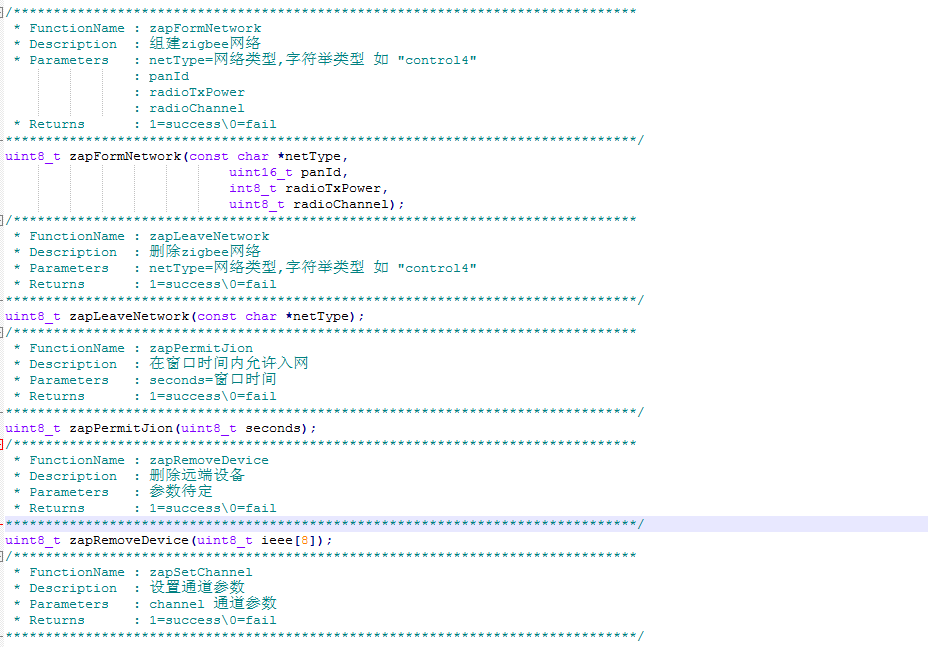 /******************************************************************************
 * FunctionName : zapFormNetwork
 * Description  : 组建zigbee网络
 * Parameters   : netType=网络类型,字符举类型 如 "control4"
                : panId
                : radioTxPower
                : radioChannel
 * Returns      : 1=success\0=fail
*******************************************************************************/
uint8_t zapFormNetwork(const char *netType,
                            uint16_t panId,
                            int8_t radioTxPower,
                            uint8_t radioChannel);
/******************************************************************************
 * FunctionName : zapLeaveNetwork
 * Description  : 删除zigbee网络
 * Parameters   : netType=网络类型,字符举类型 如 "control4"
 * Returns      : 1=success\0=fail
*******************************************************************************/
uint8_t zapLeaveNetwork(const char *netType);
/******************************************************************************
 * FunctionName : zapPermitJion
 * Description  : 在窗口时间内允许入网
 * Parameters   : seconds=窗口时间
 * Returns      : 1=success\0=fail
*******************************************************************************/
uint8_t zapPermitJion(uint8_t seconds);
/******************************************************************************
 * FunctionName : zapRemoveDevice
 * Description  : 删除远端设备
 * Parameters   : 参数待定
 * Returns      : 1=success\0=fail
*******************************************************************************/
uint8_t zapRemoveDevice(uint8_t ieee[8]);
/******************************************************************************
 * FunctionName : zapSetChannel
 * Description  : 设置通道参数
 * Parameters   : channel 通道参数
 * Returns      : 1=success\0=fail
*******************************************************************************/